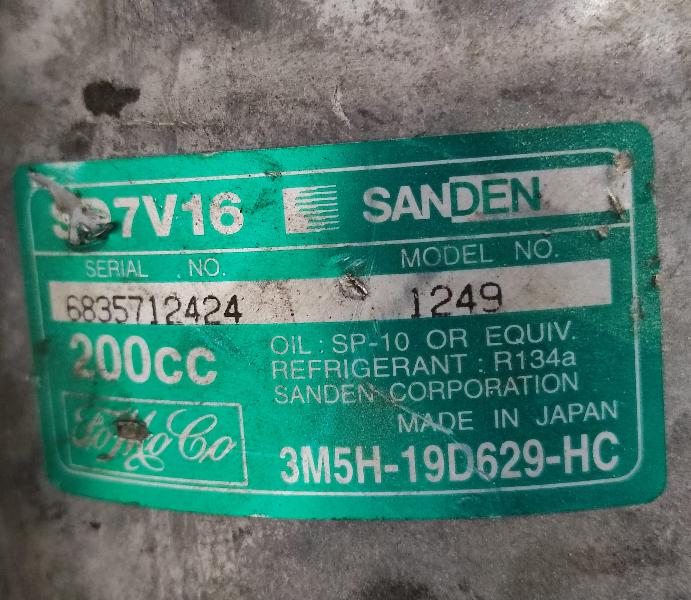 SD7V16 SANDEN
SERIAL NO. MODEL NO.
6835712424 1249
200cc
OIL : SP-10 OR EQUIV.
REFRIGERANT : R134a
SANDEN CORPORATION
MADE IN JAPAN
3M5H-19D629-HC